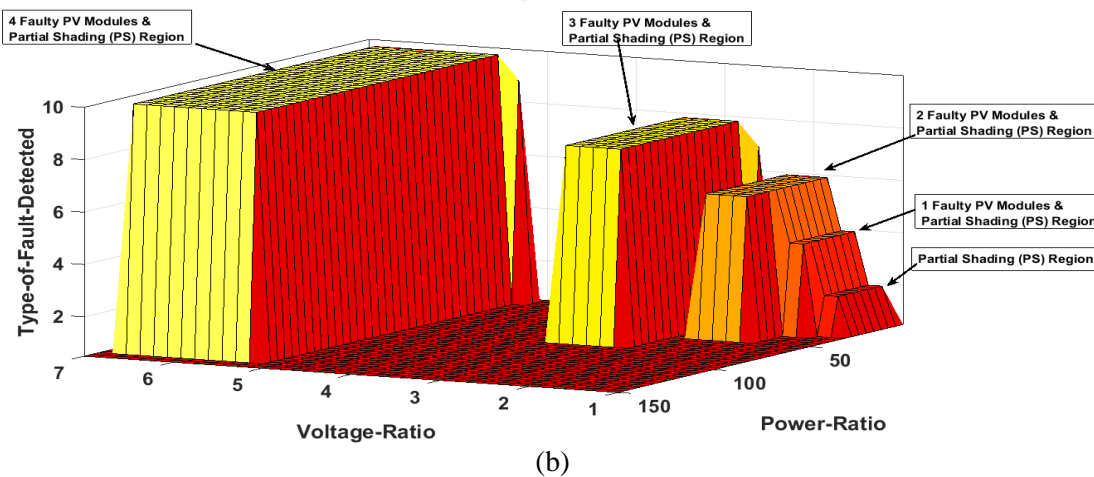 4 Faulty PV Modules &
Partial Shading (PS) Region
3 Faulty PV Modules &
Partial Shading (PS) Region
2 Faulty PV Modules &
Partial Shading (PS) Region
1 Faulty PV Modules &
Partial Shading (PS) Region
Partial Shading (PS) Region
Type-of-Fault-Detected
10
8
6
4
2
7
6
5
4
3
2
1
150
100
50
Voltage-Ratio
Power-Ratio
(b)